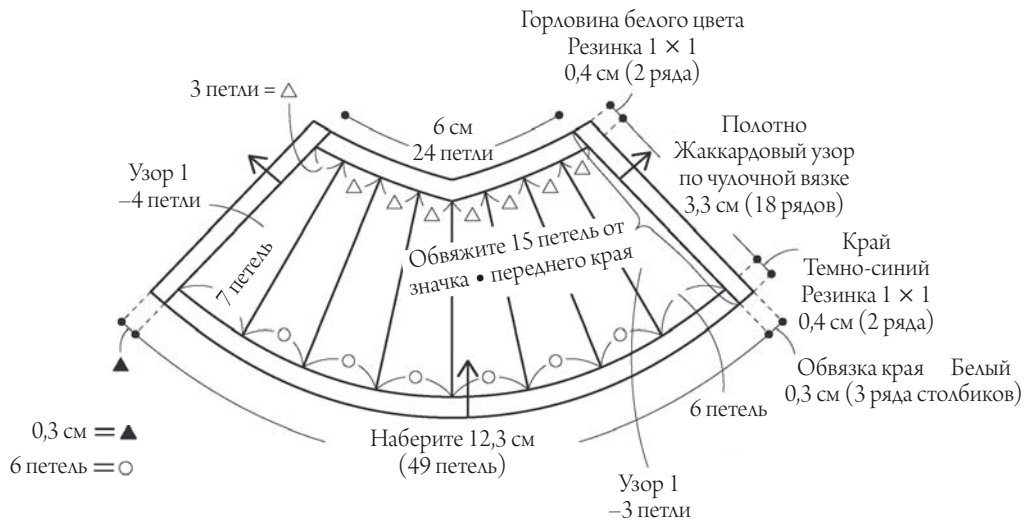 Горловина белого цвета
Резинка 1 × 1
0,4 см (2 ряда)
3 петли = △
6 см
24 петли
Полотно
Жаккардовый узор
по чулочной вязке
3,3 см (18 рядов)
Узор 1
–4 петли
7 петель
Обвяжите 15 петель от
значка • переднего края
Край
Темно-синий
Резинка 1 × 1
0,4 см (2 ряда)
Обвязка края Белый
0,3 см (3 ряда столбиков)
6 петель
0,3 см = ▲
6 петель = ○
Наберите 12,3 см
(49 петель)
Узор 1
–3 петли